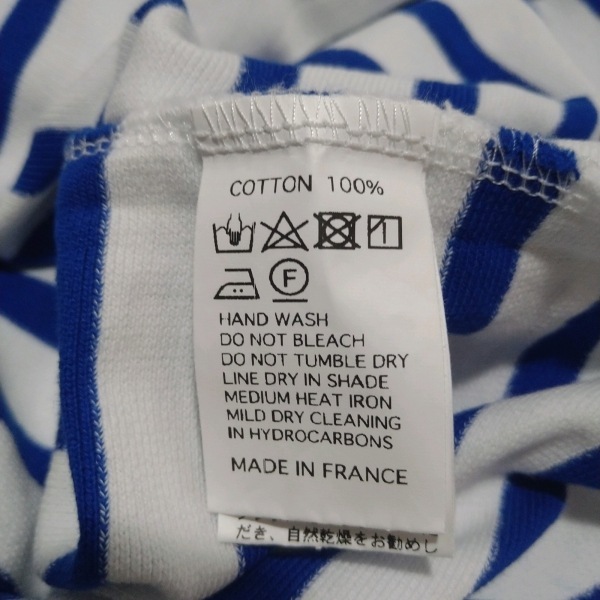 COTTON 100%
F
HAND WASH
DO NOT BLEACH
DO NOT TUMBLE DRY
LINE DRY IN SHADE
MEDIUM HEAT IRON
MILD DRY CLEANING
IN HYDROCARBONS
MADE IN FRANCE
だき、自然乾燥をお勧めし